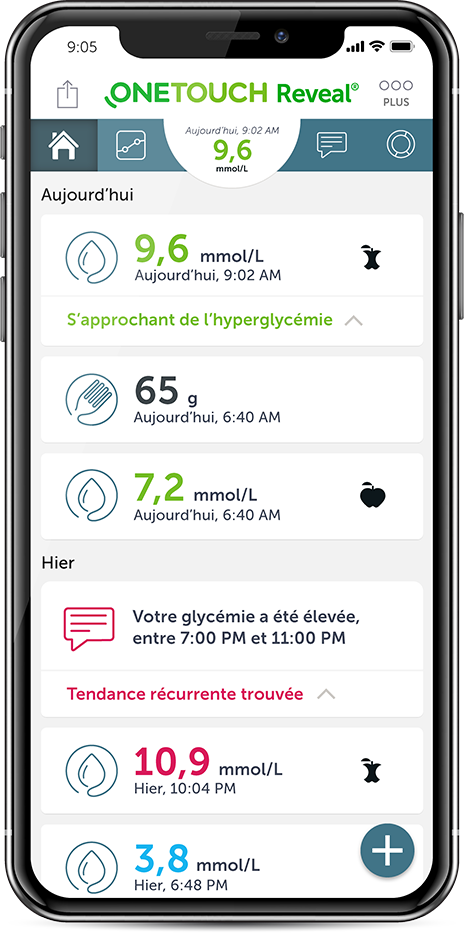 9:05
ONETOUCH Reveal®
PLUS
Aujourd'hui, 9:02 AM
9,6
mmol/L
Aujourd'hui
9,6 mmol/L
Aujourd'hui, 9:02 AM
S'approchant de l'hyperglycémie
65 g
Aujourd'hui, 6:40 AM
7,2 mmol/L
Aujourd'hui, 6:40 AM
Hier
Votre glycémie a été élevée,
entre 7:00 PM et 11:00 PM
Tendance récurrente trouvée
10,9 mmol/L
Hier, 10:04 PM
3,8 mmol/L
Hier, 6:48 PM